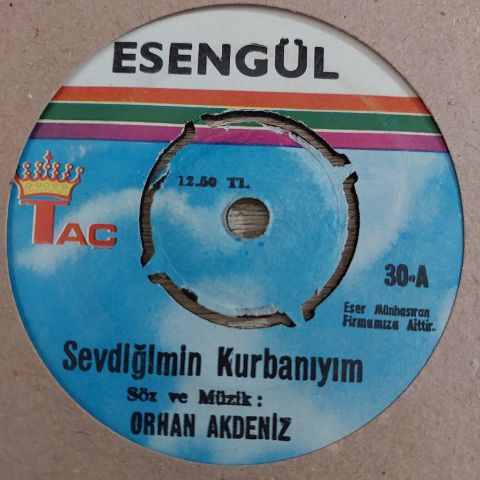 ESENGÜL
12.50 TL.
TAC
30-A
Eser Münhasıran
Firmamıza Aittir.
Sevdiğimin Kurbanıyım
Söz ve Müzik :
ORHAN AKDENİZ